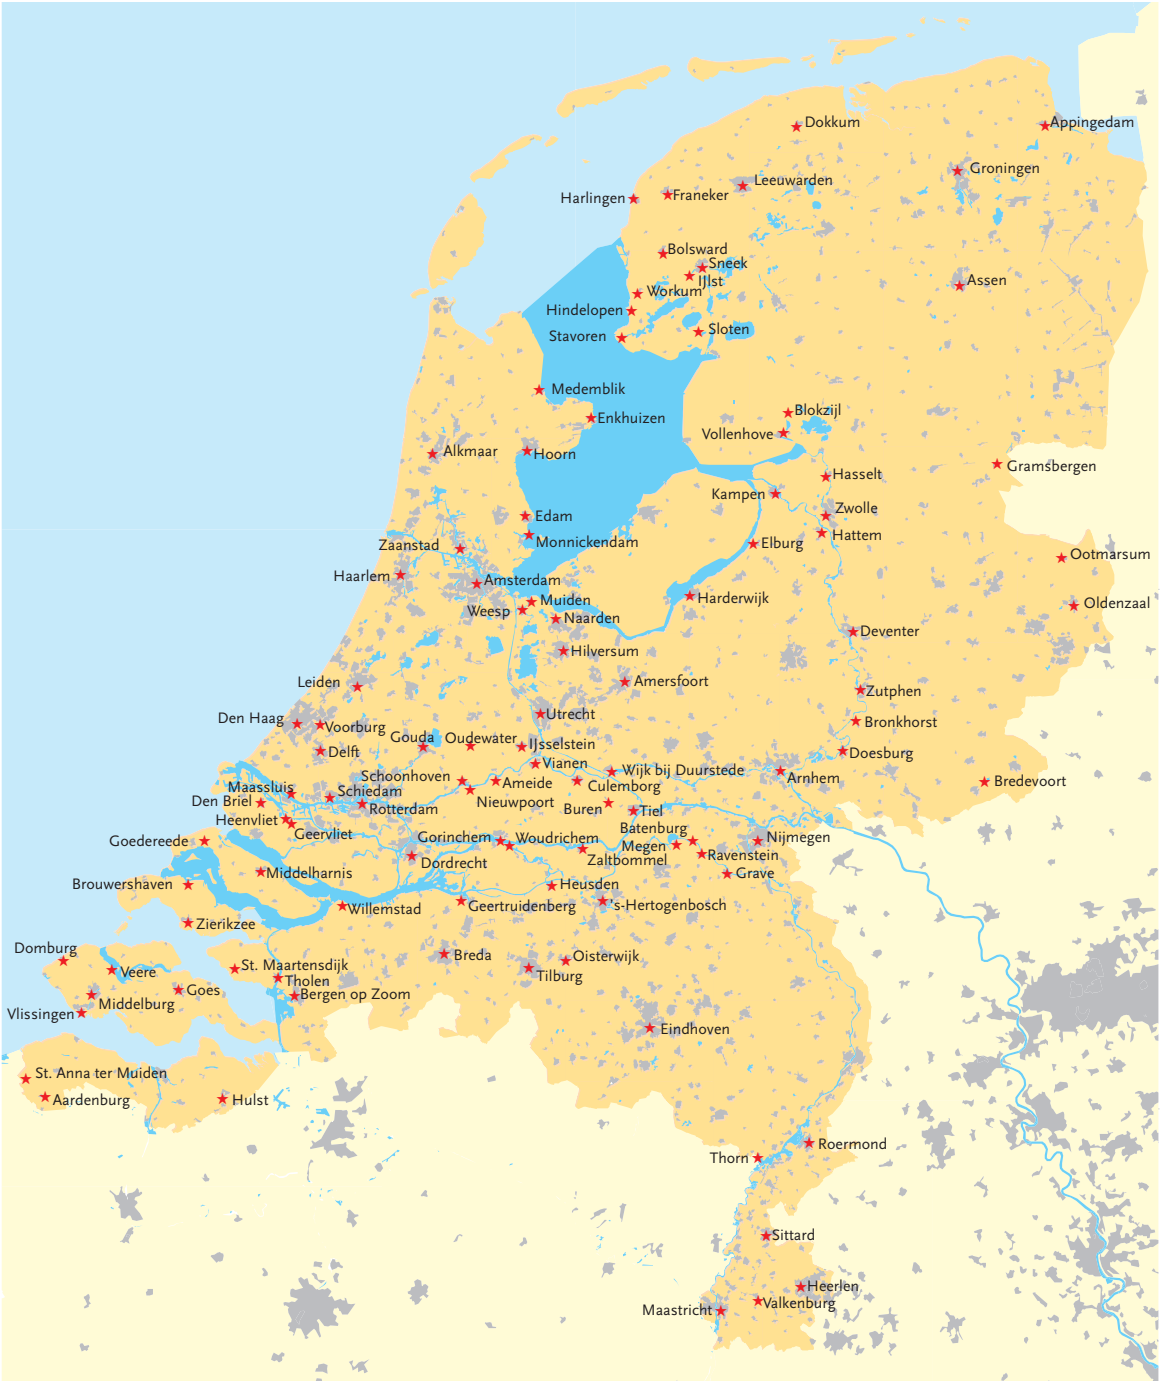 Dokkum
Appingedam
Groningen
Leeuwarden
Franeker
Harlingen
Bolsward
Sneek
IJlst
Assen
Workum
Hindelopen
Sloten
Stavoren
Medemblik
Blokzijl
Enkhuizen
Vollenhove
Alkmaar
Hoorn
Gramsbergen
Hasselt
Kampen
Zwolle
Edam
Hattem
Monnickendam
Elburg
Zaanstad
Ootmarsum
Haarlem
Amsterdam
Harderwijk
Muiden
Oldenzaal
Weesp
Naarden
Deventer
Hilversum
Leiden
Amersfoort
Zutphen
Utrecht
Den Haag
Bronkhorst
Voorburg
Gouda
Oudewater
IJsselstein
Delft
Doesburg
Vianen
Wijk bij Duurstede
Schoonhoven
Arnhem
Bredevoort
Ameide
Culemborg
Maassluis
Schiedam
Den Briel
Nieuwpoort
Rotterdam
Buren
Tiel
Heenvliet
Batenburg
Geervliet
Goedereede
Gorinchem
Woudrichem
Nijmegen
Megen
Ravenstein
Zaltbommel
Dordrecht
Middelharnis
Grave
Brouwershaven
Heusden
Willemstad
Geertruidenberg
's-Hertogenbosch
Zierikzee
Domburg
Breda
Oisterwijk
St. Maartensdijk
Veere
Tilburg
Tholen
Goes
Bergen op Zoom
Middelburg
Vlissingen
Eindhoven
St. Anna ter Muiden
Aardenburg
Hulst
Roermond
Thorn
Sittard
Heerlen
Valkenburg
Maastricht